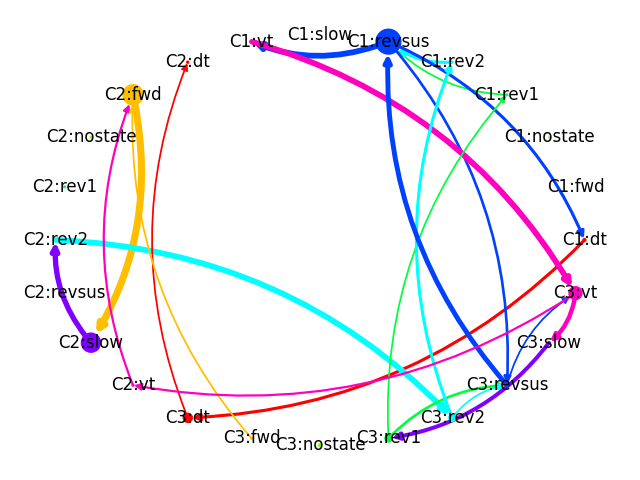 C1:slow
C1:vt
C1:revsus
C2:dt
C1:rev2
C2:fwd
C1:rev1
C2:nostate
C1:nostate
C2:rev1
C1:fwd
C2:rev2
C1:dt
C2:revsus
C3:vt
C2:slow
C3:slow
C2:vt
C3:revsus
C3:dt
C3:rev2
C3:fwd
C3:nostate
C3:rev1